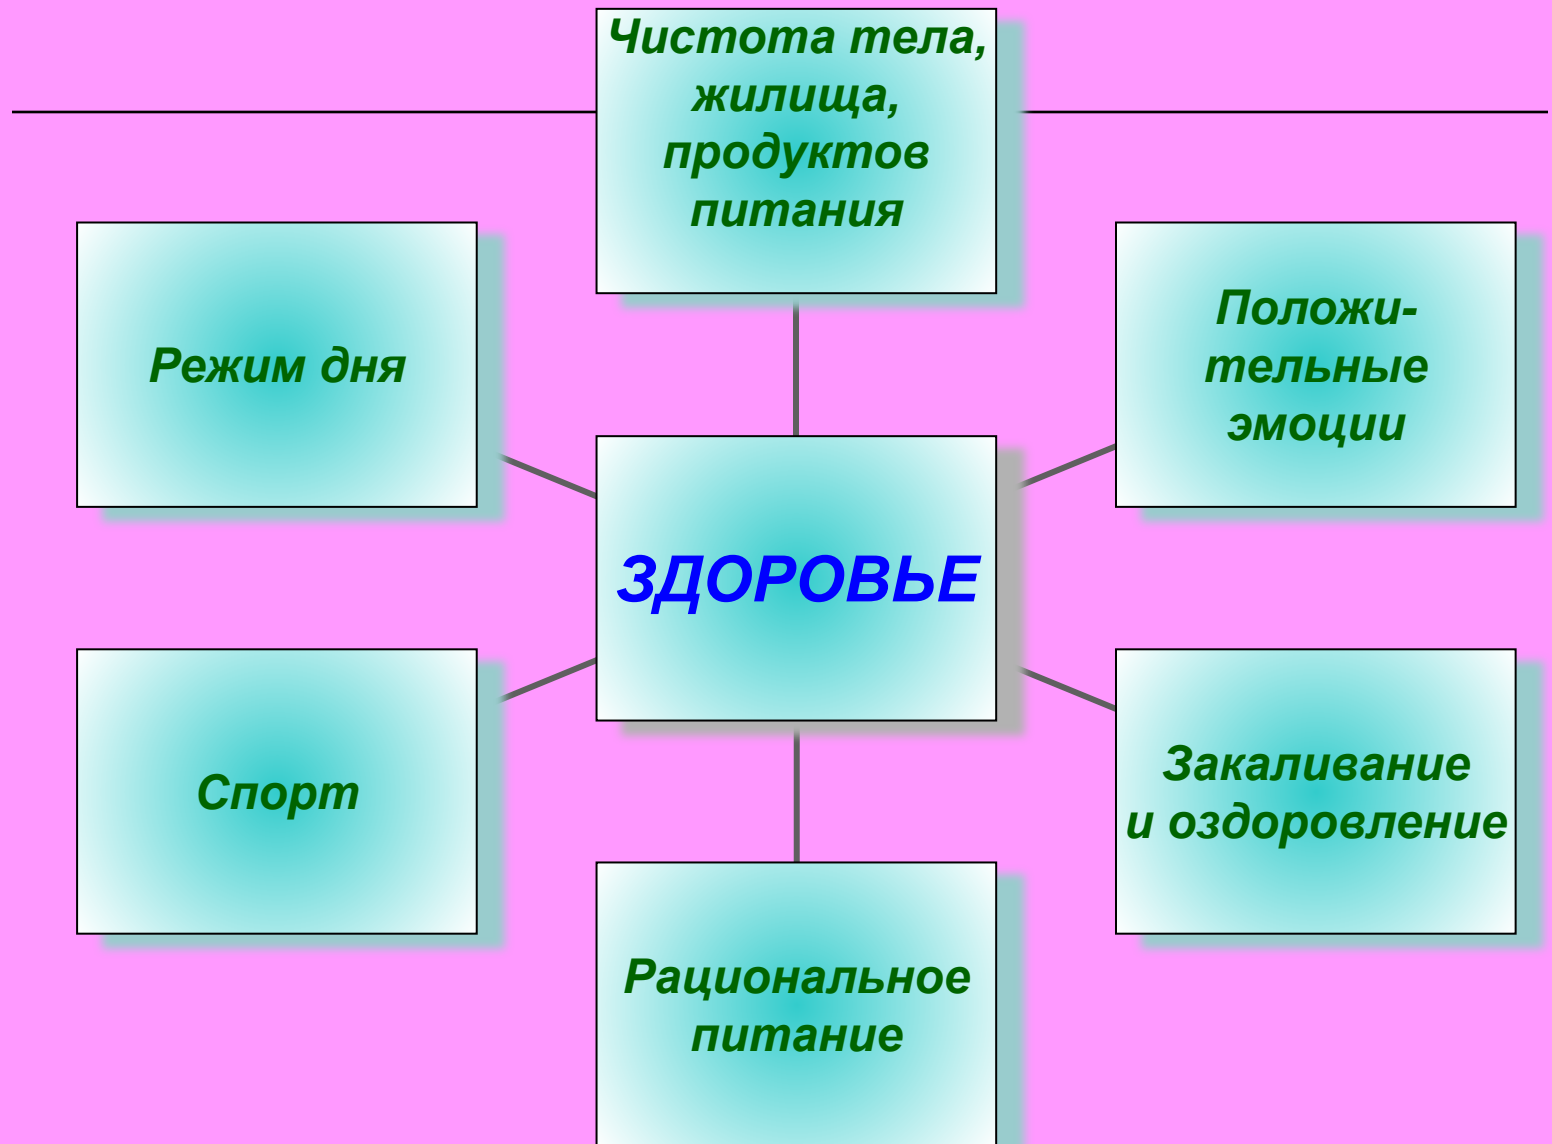 Чистота тела,
жилища,
продуктов
питания
Режим дня
Положи-
тельные
эмоции
ЗДОРОВЬЕ
Спорт
Закаливание
и оздоровление
Рациональное
питание